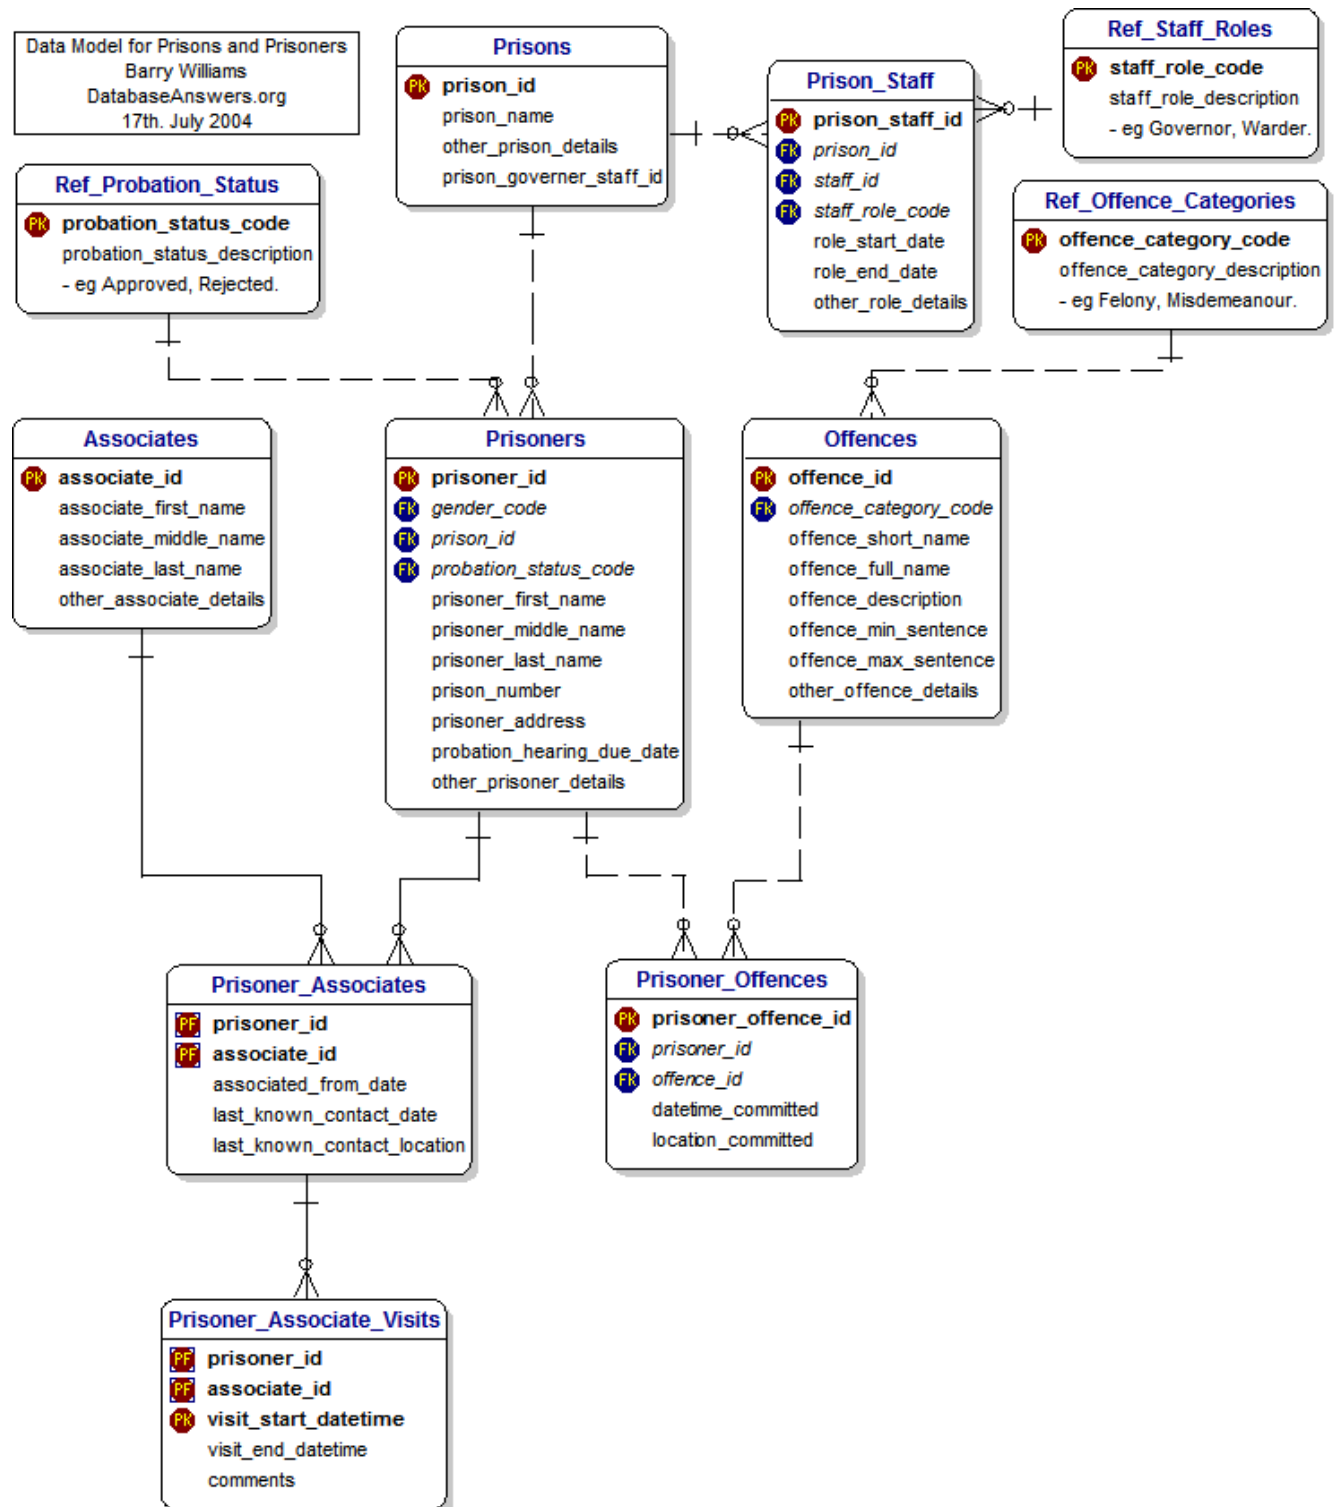 Data Model for Prisons and Prisoners
Barry Williams
DatabaseAnswers.org
17th. July 2004
Prisons
PK prison_id
prison_name
other_prison_details
prison_governer_staff_id
Prison_Staff
PK prison_staff_id
FK prison_id
FK staff_id
FK staff_role_code
role_start_date
role_end_date
other_role_details
Ref_Staff_Roles
PK staff_role_code
staff_role_description
- eg Governor, Warder.
Ref_Probation_Status
PK probation_status_code
probation_status_description
- eg Approved, Rejected.
Ref_Offence_Categories
PK offence_category_code
offence_category_description
- eg Felony, Misdemeanour.
Associates
PK associate_id
associate_first_name
associate_middle_name
associate_last_name
other_associate_details
Prisoners
PK prisoner_id
FK gender_code
FK prison_id
FK probation_status_code
prisoner_first_name
prisoner_middle_name
prisoner_last_name
prison_number
prisoner_address
probation_hearing_due_date
other_prisoner_details
Offences
PK offence_id
FK offence_category_code
offence_short_name
offence_full_name
offence_description
offence_min_sentence
offence_max_sentence
other_offence_details
Prisoner_Associates
PF prisoner_id
PF associate_id
associated_from_date
last_known_contact_date
last_known_contact_location
Prisoner_Offences
PK prisoner_offence_id
FK prisoner_id
FK offence_id
datetime_committed
location_committed
Prisoner_Associate_Visits
PF prisoner_id
PF associate_id
PK visit_start_datetime
visit_end_datetime
comments